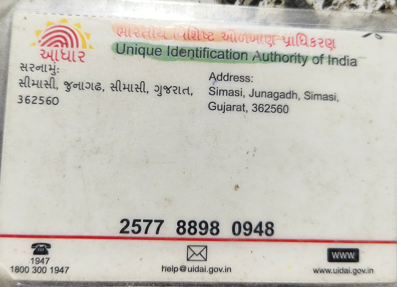 ભારતીય વિશિષ્ટ ઓળખાણ પ્રાધિકરણ
Unique Identification Authority of India
આધાર
સરનામું:
સીમાસી, જુનાગઢ, સીમાસી, ગુજરાત,
362560
Address:
Simasi, Junagadh, Simasi,
Gujarat, 362560
2577 8898 0948
1947
1800 300 1947
help@uidai.gov.in
www
www.uidai.gov.in